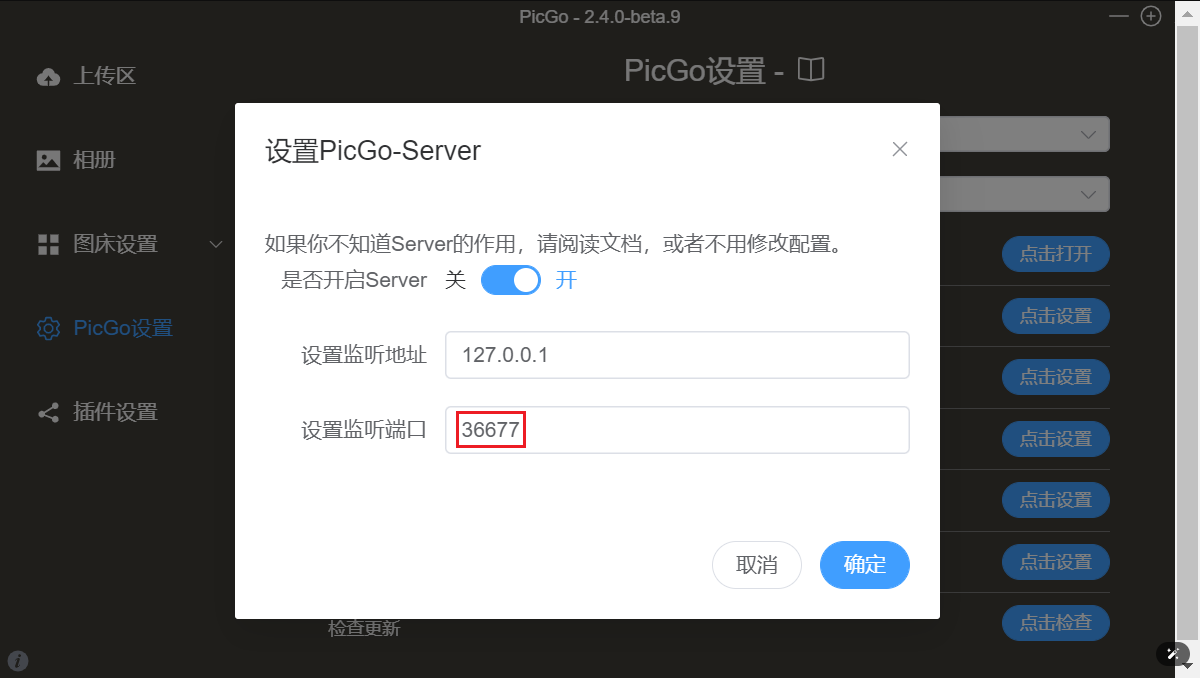 PicGo - 2.4.0-beta.9
上传区
相册
图床设置
PicGo设置
插件设置
PicGo设置 -
设置PicGo-Server
如果你不知道Server的作用，请阅读文档，或者不用修改配置。
是否开启Server 关 开
设置监听地址 127.0.0.1
设置监听端口 36677
取消 确定
点击打开
点击设置
点击设置
点击设置
点击设置
点击设置
检查更新 点击检查